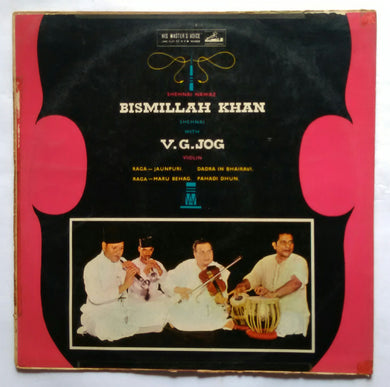 HIS MASTER'S VOICE
SHEHNAI NAWAZ
BISMILLAH KHAN
SHEHNAI
WITH
V. G. JOG
VIOLIN
RAGA — JAUNPURI. DADRA IN BHAIRAVI.
RAGA — MARU BEHAG. PAHADI DHUN.